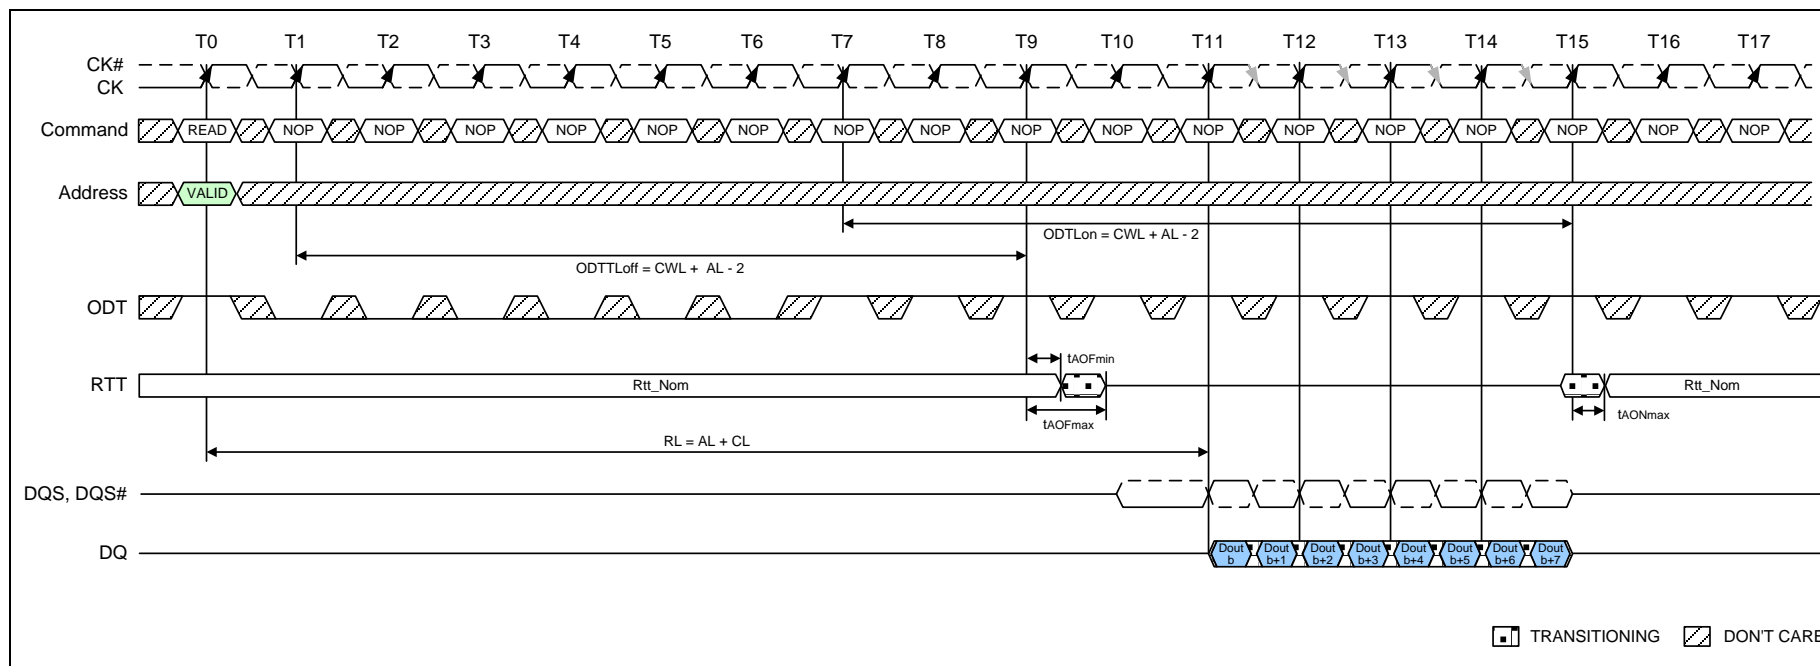 T0 T1 T2 T3 T4 T5 T6 T7 T8 T9 T10 T11 T12 T13 T14 T15 T16 T17
CK#
CK
Command READ NOP NOP NOP NOP NOP NOP NOP NOP NOP NOP NOP NOP NOP NOP NOP NOP NOP
Address VALID
ODTLon = CWL + AL - 2
ODTTLoff = CWL + AL - 2
ODT
tAOFmin
RTT Rtt_Nom Rtt_Nom
tAOFmax tAONmax
RL = AL + CL
DQS, DQS#
DQ Dout Dout Dout Dout Dout Dout Dout Dout
b b+1 b+2 b+3 b+4 b+5 b+6 b+7
TRANSITIONING DON'T CARE